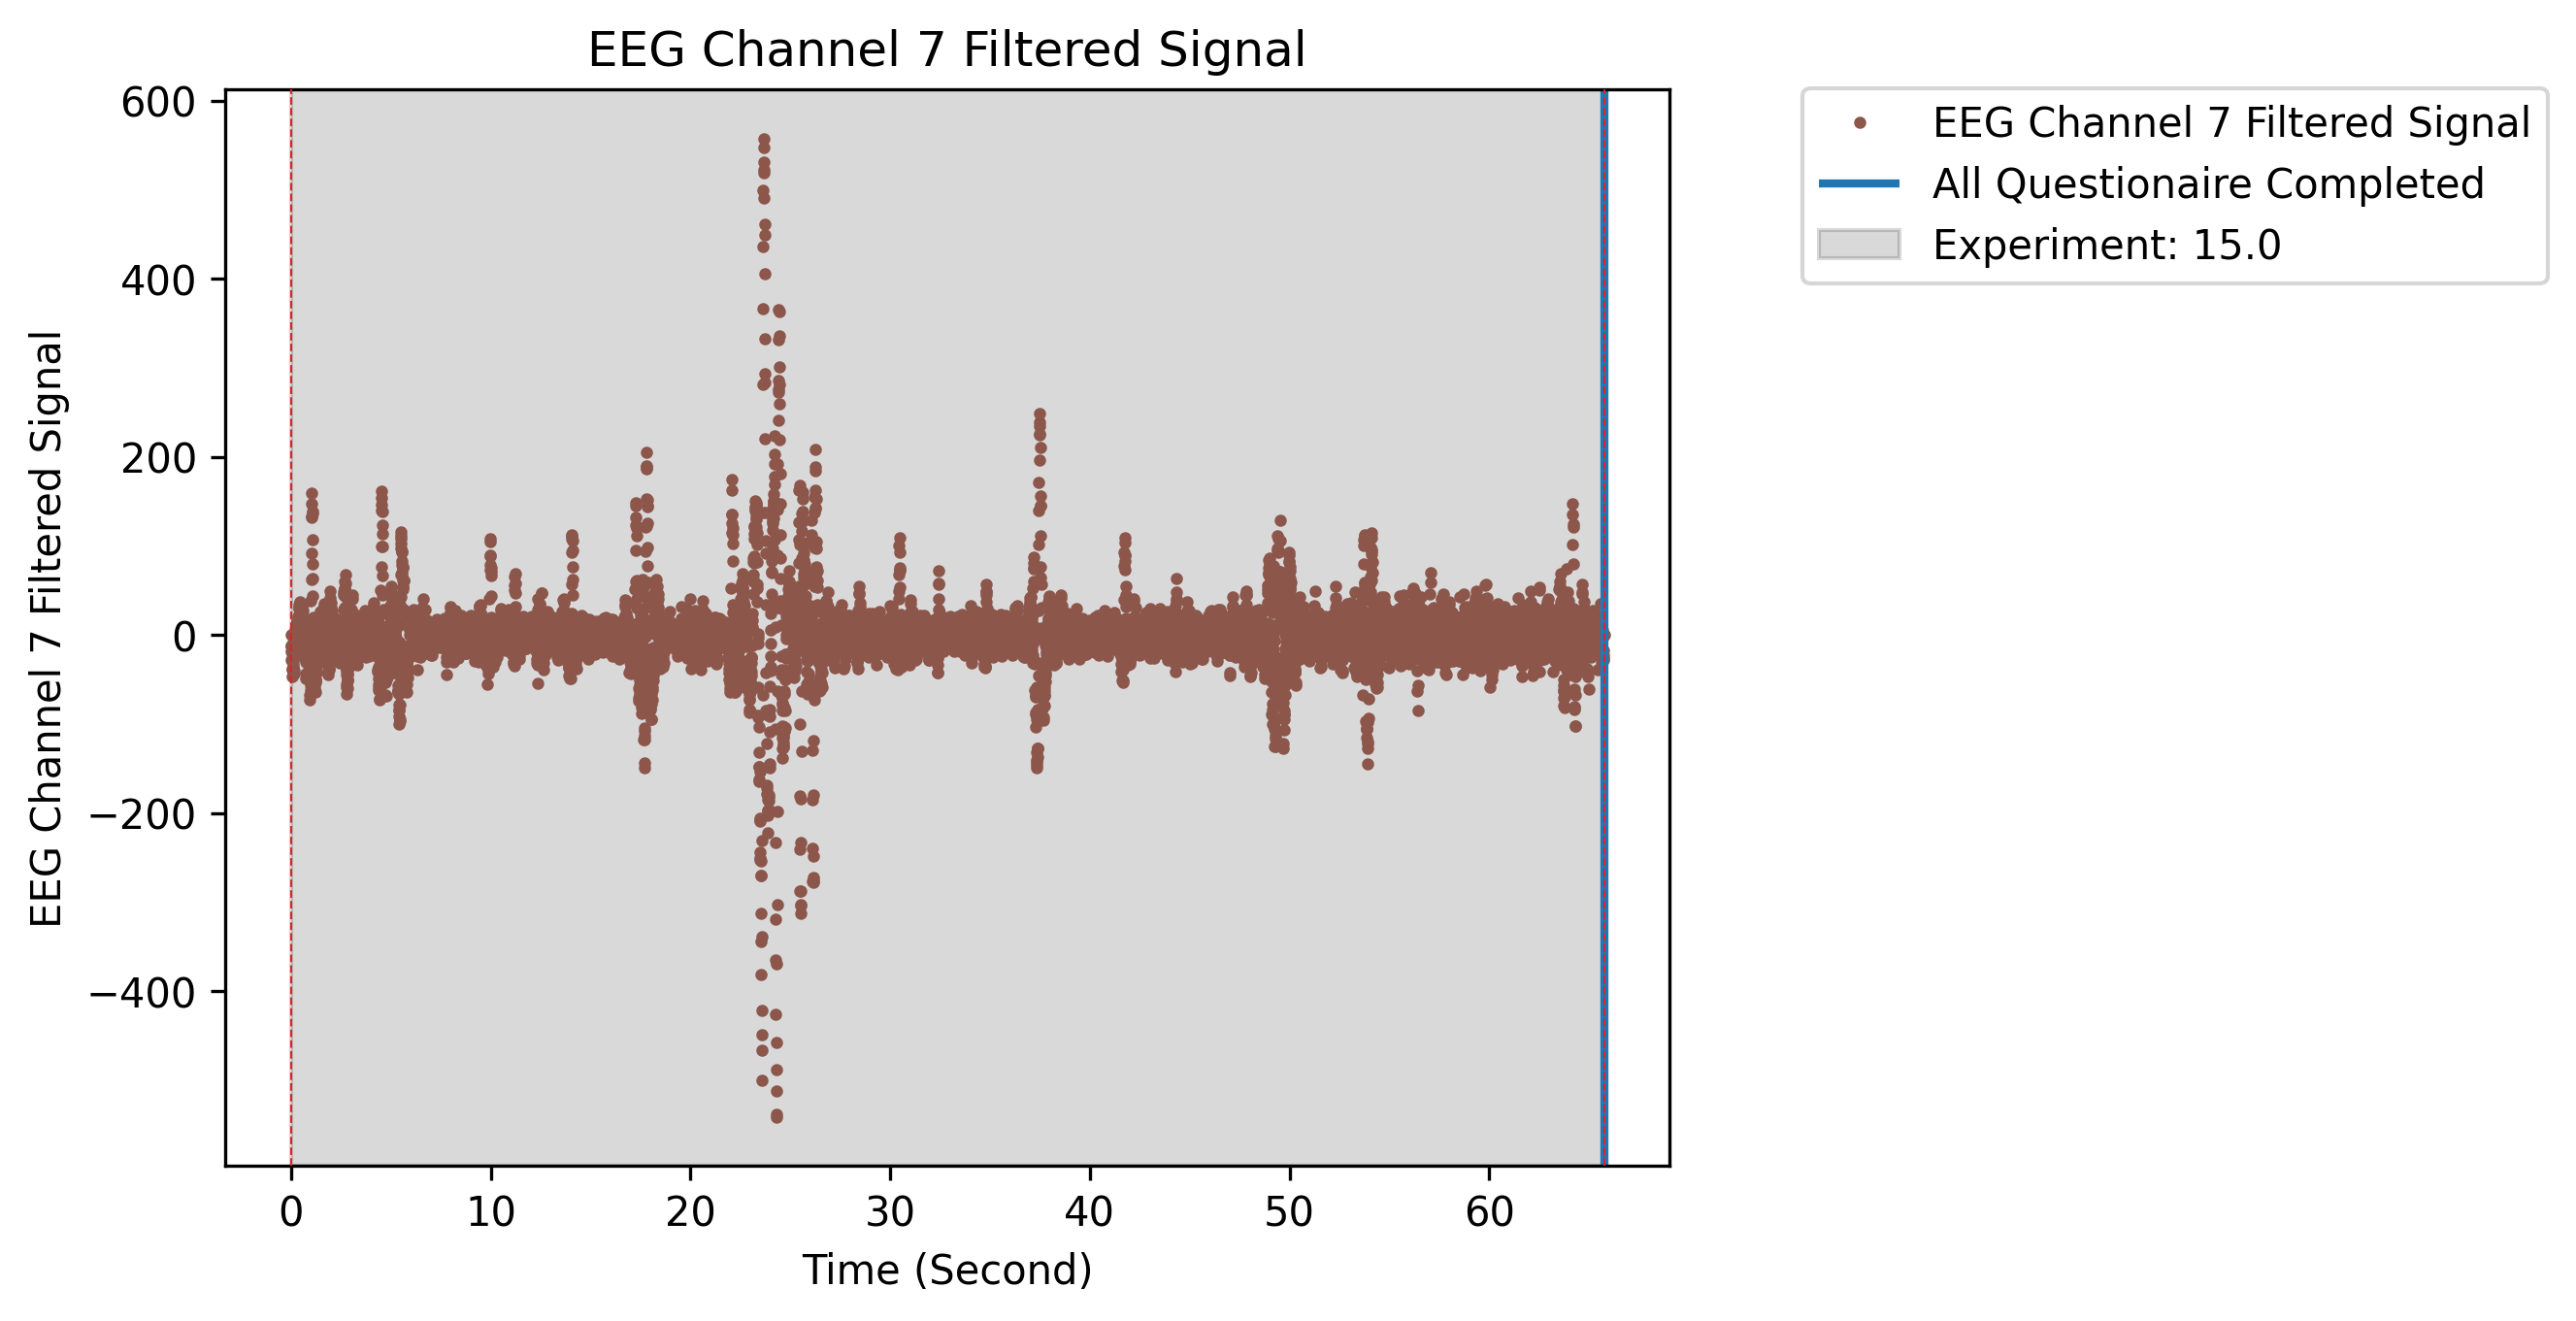 EEG Channel 7 Filtered Signal
EEG Channel 7 Filtered Signal
600
400
200
0
−200
−400
0 10 20 30 40 50 60
Time (Second)
EEG Channel 7 Filtered Signal
All Questionaire Completed
Experiment: 15.0